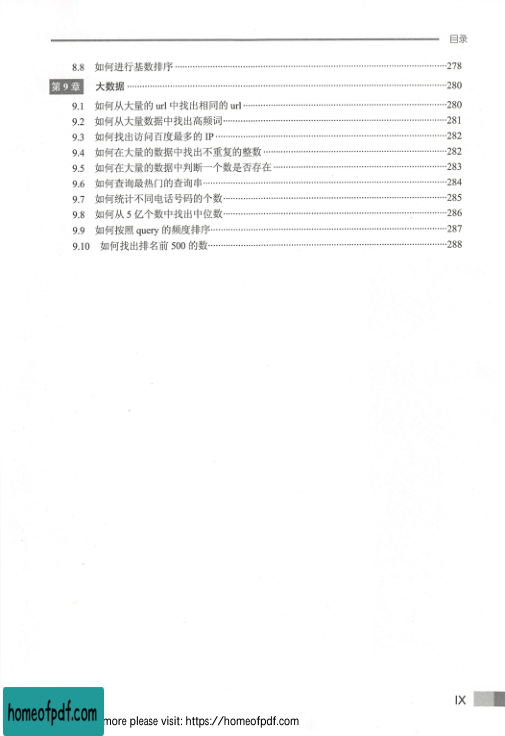 目录
8.8 如何进行基数排序 278
第 9 章 大数据 280
9.1 如何从大量的 url 中找出相同的 url 280
9.2 如何从大量数据中找出高频词 281
9.3 如何找出访问百度最多的 IP 282
9.4 如何在大量的数据中找出不重复的整数 282
9.5 如何在大量的数据中判断一个数是否存在 283
9.6 如何查询最热门的查询串 284
9.7 如何统计不同电话号码的个数 285
9.8 如何从 5 亿个数中找出中位数 286
9.9 如何按照 query 的频度排序 287
9.10 如何找出排名前 500 的数 288
IX
homeofpdf.com
more please visit: https://homeofpdf.com